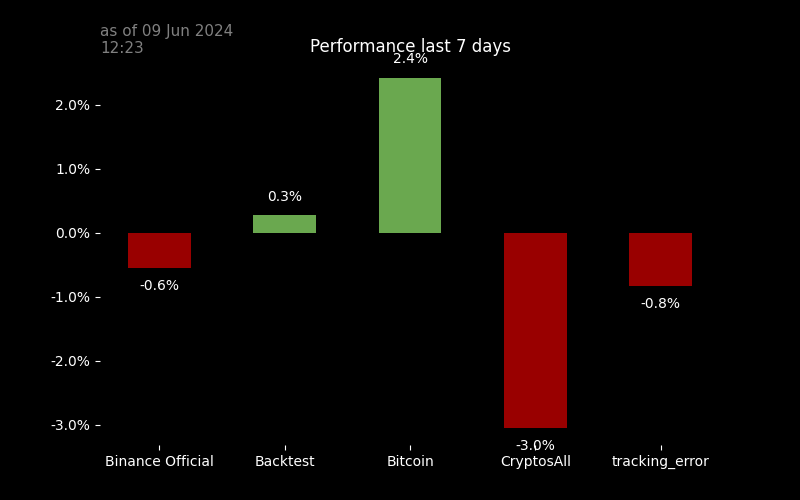 as of 09 Jun 2024
12:23
Performance last 7 days
2.4%
2.0%
1.0%
0.3%
0.0%
-0.6%
-0.8%
-1.0%
-2.0%
-3.0%
-3.0%
Binance Official
Backtest
Bitcoin
CryptosAll
tracking_error